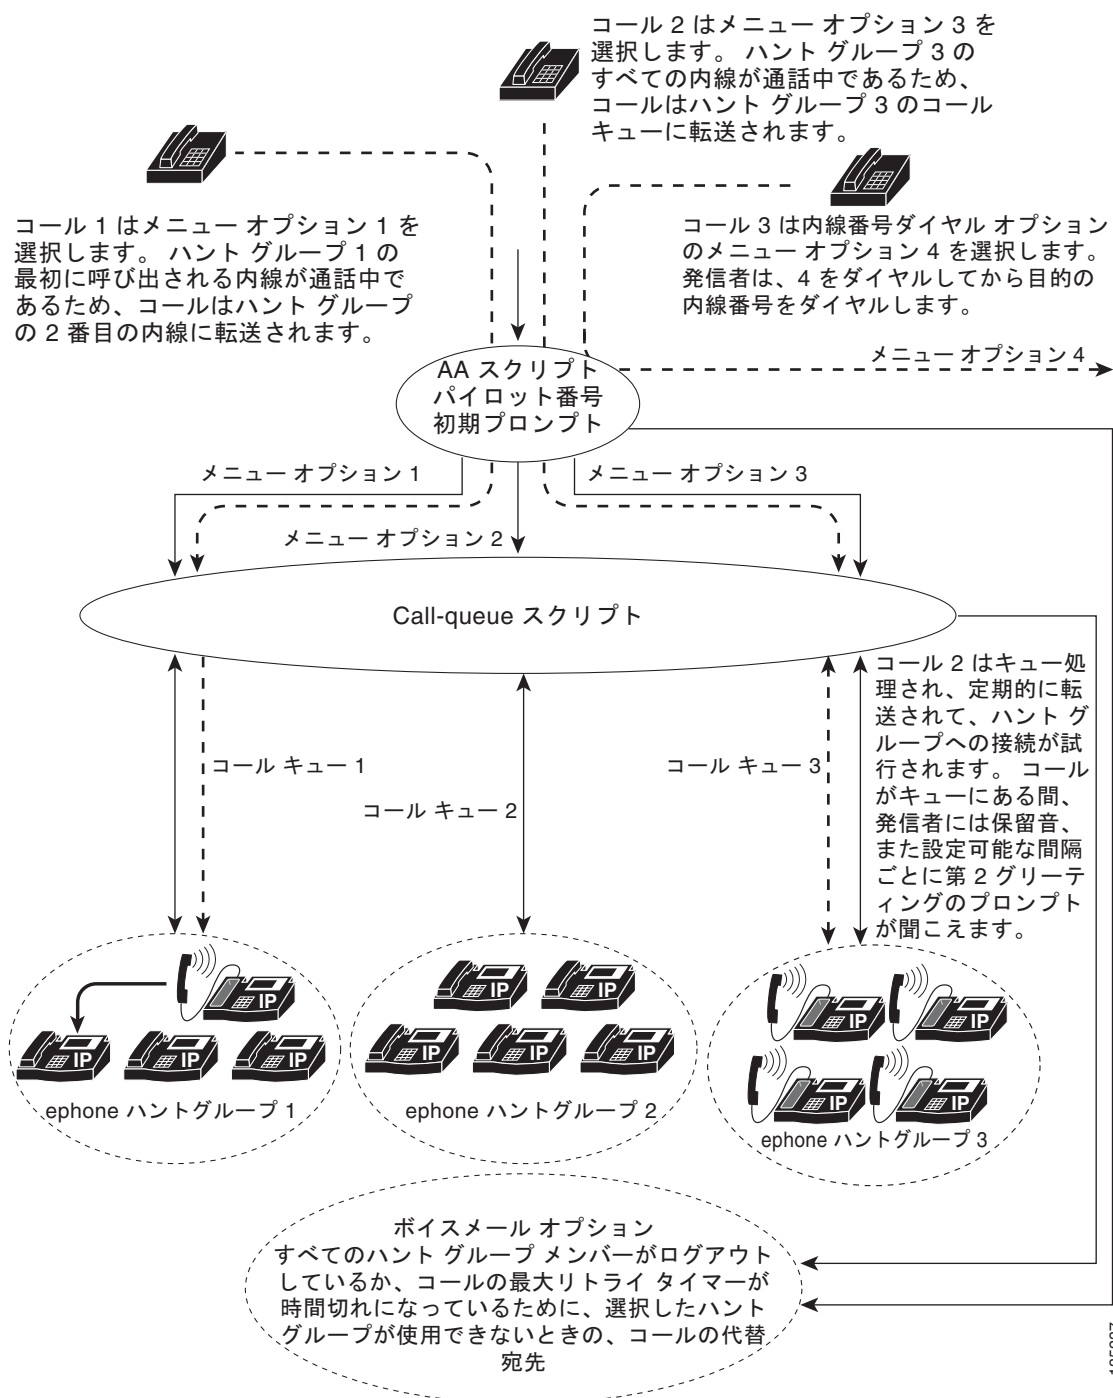 コール 2 はメニュー オプション 3 を
選択します。 ハント グループ 3 の
すべての内線が通話中であるため、
コールはハント グループ 3 のコール
キューに転送されます。
コール 1 はメニュー オプション 1 を
選択します。 ハント グループ 1 の
最初に呼び出される内線が通話中で
あるため、コールはハント グループ
の 2 番目の内線に転送されます。
コール 3 は内線番号ダイヤル オプション
のメニュー オプション 4 を選択します。
発信者は、4 をダイヤルしてから目的の
内線番号をダイヤルします。
メニュー オプション 4
AA スクリプト
パイロット番号
初期プロンプト
メニュー オプション 1
メニュー オプション 3
メニュー オプション 2
Call-queue スクリプト
コール 2 はキュー処
理され、定期的に転
送されて、ハント グ
ループへの接続が試
行されます。 コール
がキューにある間、
発信者には保留音、
また設定可能な間隔
ごとに第 2 グリーテ
ィングのプロンプト
が聞こえます。
コール キュー 1
コール キュー 3
コール キュー 2
IP
IP IP IP
ephone ハントグループ 1
IP IP
IP IP IP
ephone ハントグループ 2
IP IP
IP IP
ephone ハントグループ 3
ボイスメール オプション
すべてのハント グループ メンバーがログアウト
しているか、コールの最大リトライ タイマーが
時間切れになっているために、選択したハント
グループが使用できないときの、コールの代替
宛先